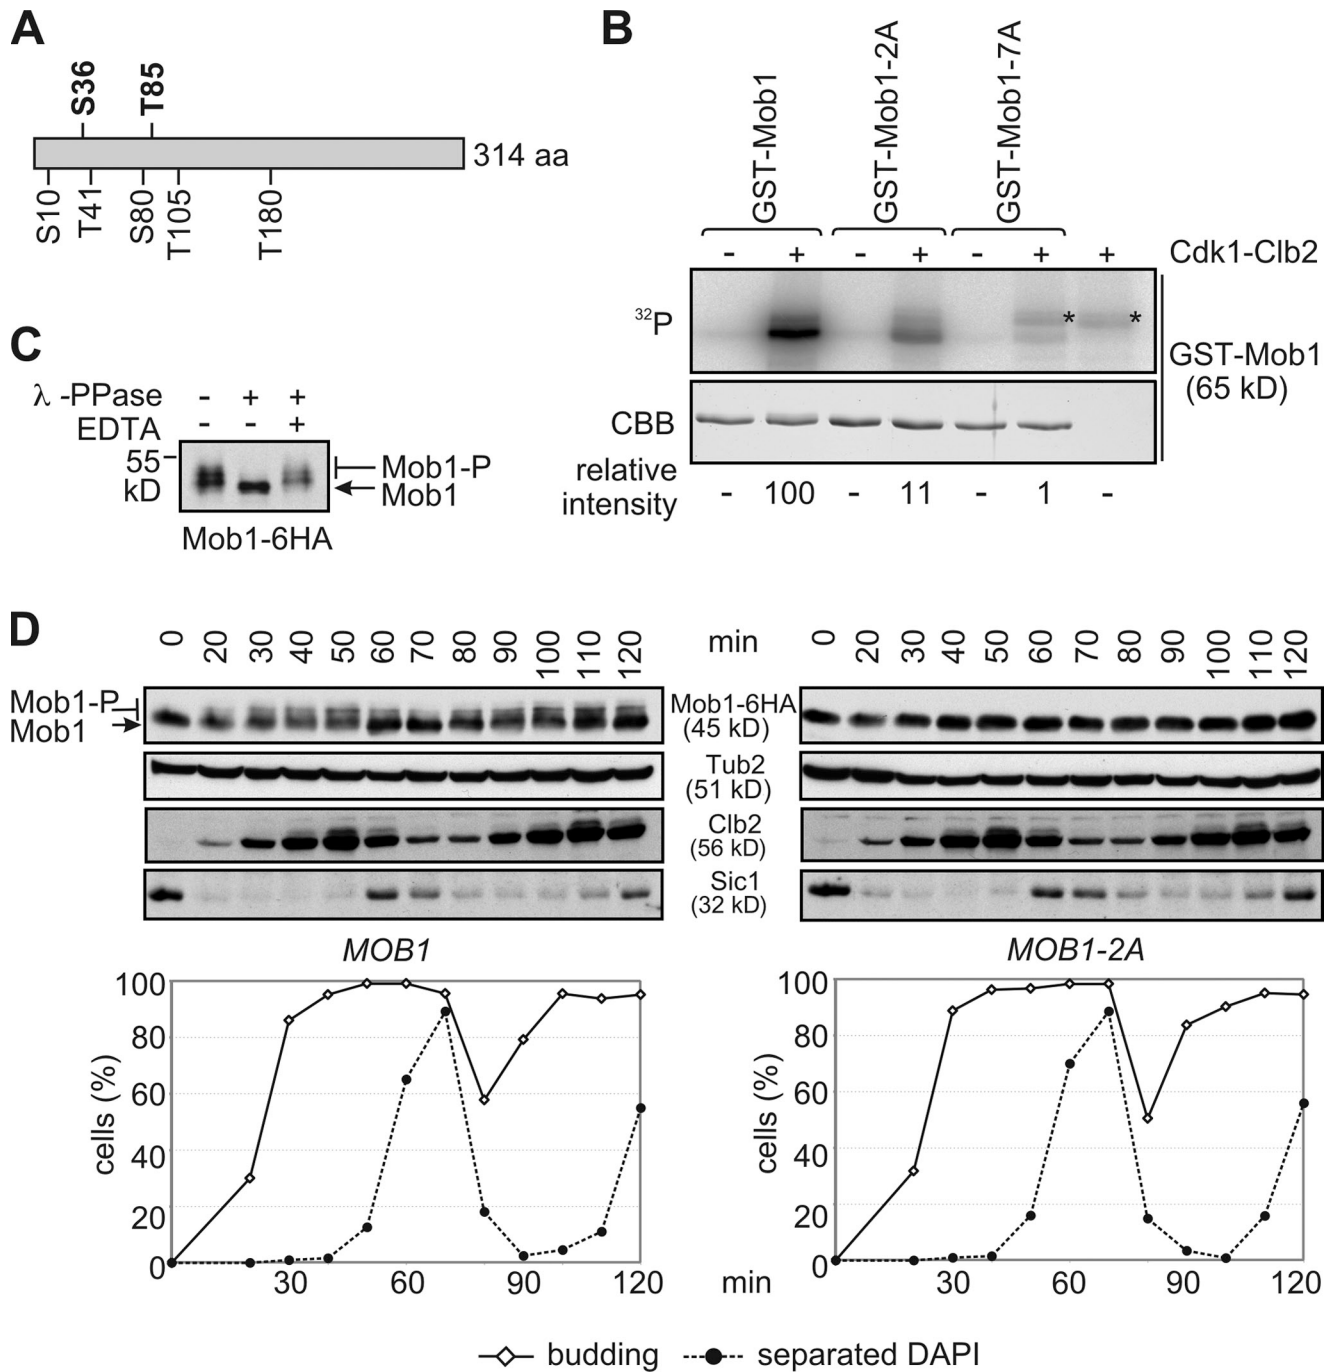 A
S36 T85
314 aa
S10 T41 S80 T105 T180
B
GST-Mob1 GST-Mob1-2A GST-Mob1-7A
- + - + - + + Cdk1-Clb2
32P * *
GST-Mob1
(65 kD)
CBB
relative
intensity - 100 - 11 - 1 -
C
λ -PPase - + +
EDTA - - +
55
kD
Mob1-P
Mob1
Mob1-6HA
D
0 20 30 40 50 60 70 80 90 100 110 120 min 0 20 30 40 50 60 70 80 90 100 110 120
Mob1-P
Mob1
Mob1-6HA
(45 kD)
Tub2
(51 kD)
Clb2
(56 kD)
Sic1
(32 kD)
MOB1 MOB1-2A
cells (%)
100
80
60
40
20
0
30 60 90 120
min
cells (%)
100
80
60
40
20
0
30 60 90 120
budding separated DAPI